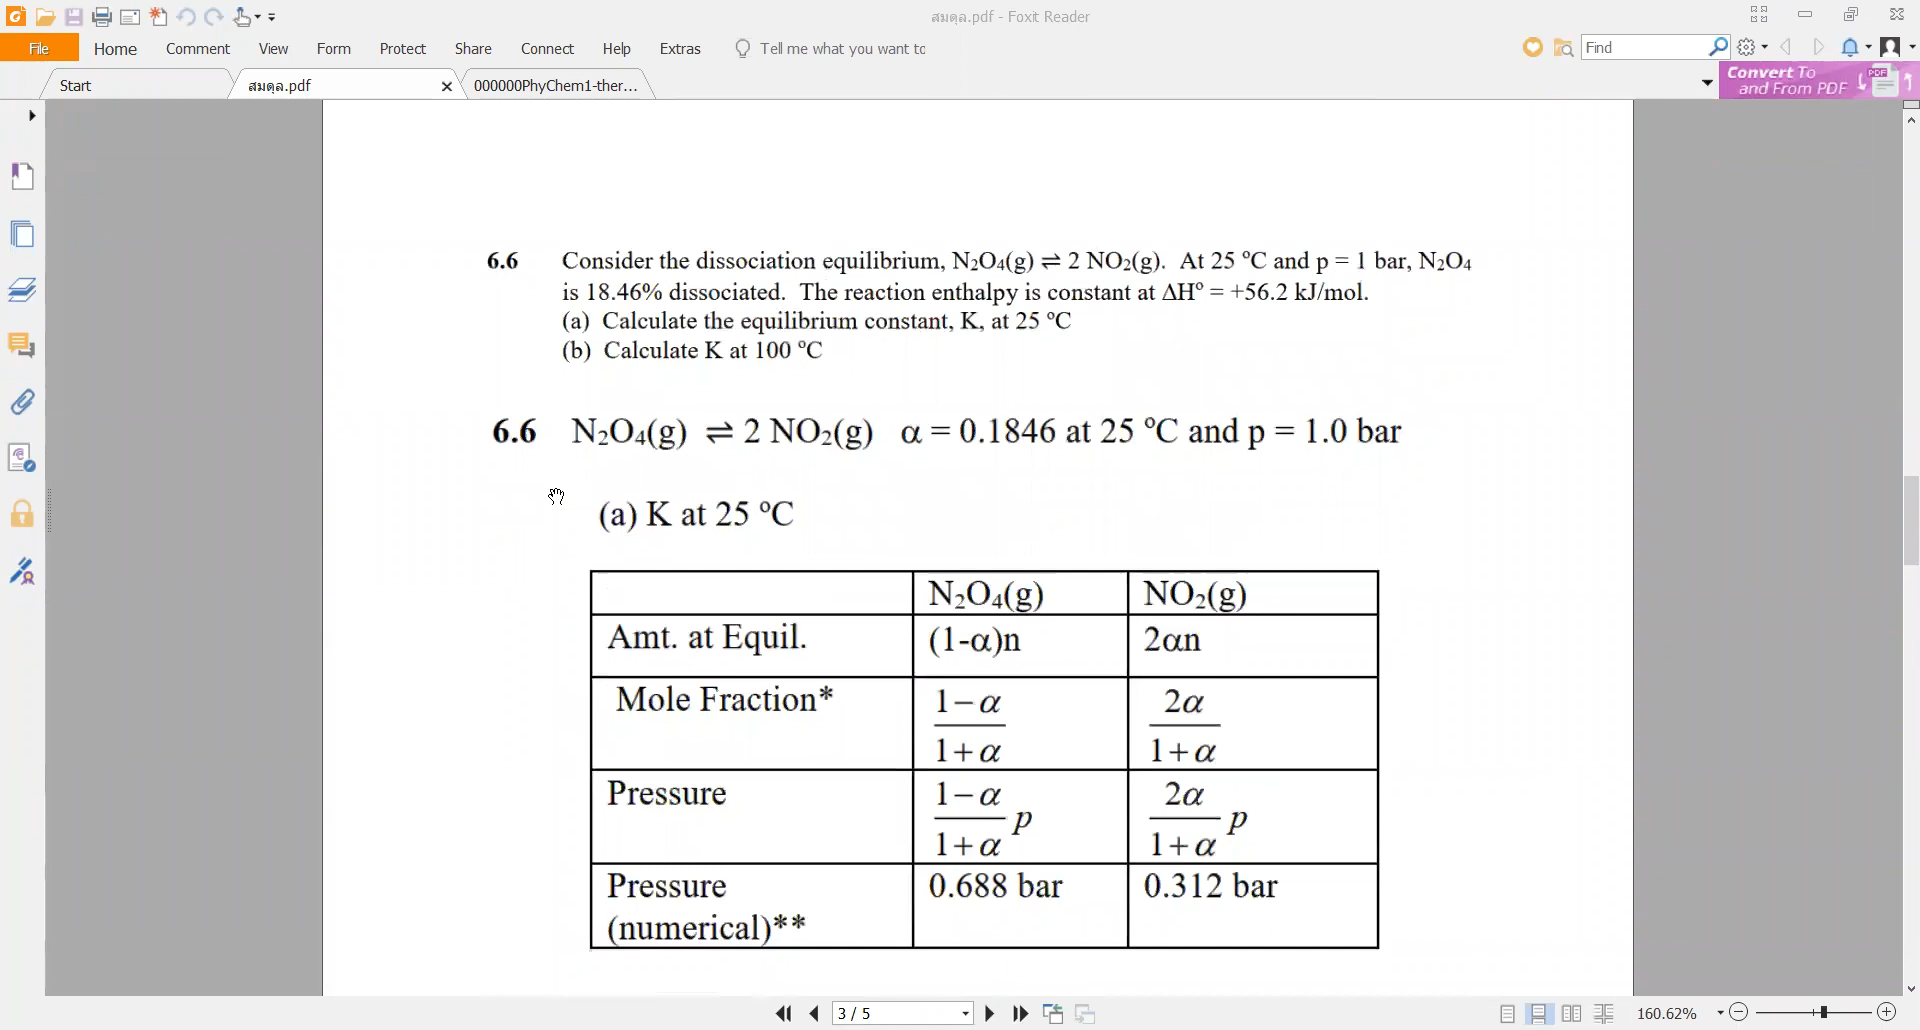 สมดุล.pdf - Foxit Reader
File Home Comment View Form Protect Share Connect Help Extras Tell me what you want to Find
Start สมดุล.pdf 000000PhyChem1-ther... Convert To and From PDF PDF
6.6 Consider the dissociation equilibrium, N₂O₄(g) ⇌ 2 NO₂(g). At 25 °C and p = 1 bar, N₂O₄
is 18.46% dissociated. The reaction enthalpy is constant at ΔH° = +56.2 kJ/mol.
(a) Calculate the equilibrium constant, K, at 25 °C
(b) Calculate K at 100 °C
6.6 N₂O₄(g) ⇌ 2 NO₂(g) α = 0.1846 at 25 °C and p = 1.0 bar
(a) K at 25 °C
N₂O₄(g) NO₂(g)
Amt. at Equil. (1-α)n 2αn
Mole Fraction* 1−α / 1+α 2α / 1+α
Pressure 1−α / 1+α p 2α / 1+α p
Pressure 0.688 bar 0.312 bar
(numerical)**
3 / 5 160.62%